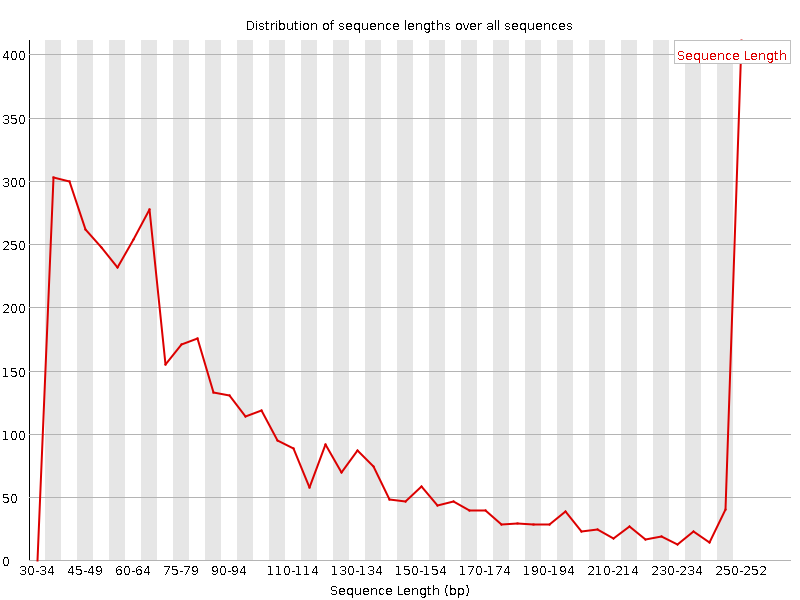 Distribution of sequence lengths over all sequences
Sequence Length
400
350
300
250
200
150
100
50
0
30-34 45-49 60-64 75-79 90-94 110-114 130-134 150-154 170-174 190-194 210-214 230-234 250-252
Sequence Length (bp)